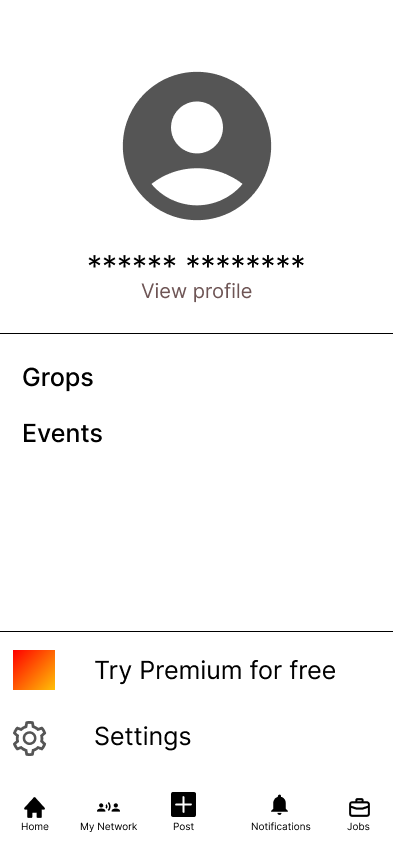 ****** ********
View profile
Grops
Events
Try Premium for free
Settings
Home
My Network
Post
Notifications
Jobs